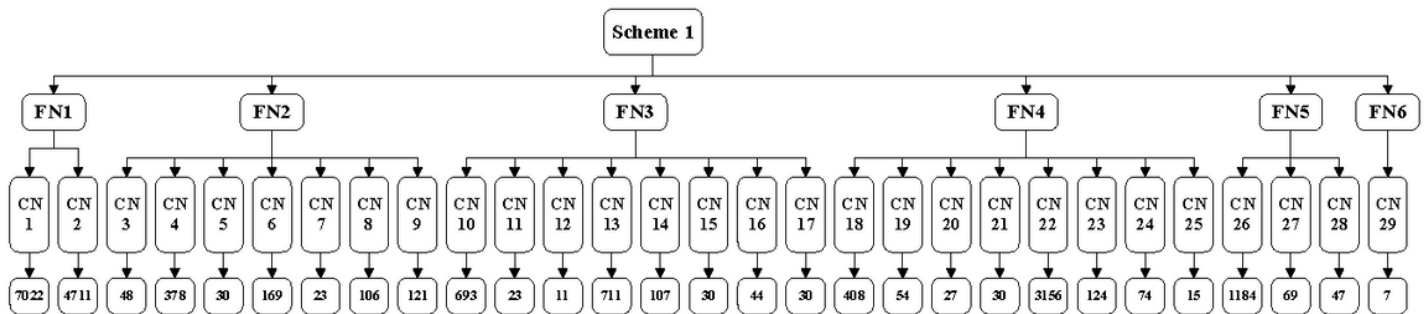 Scheme 1
FN1 FN2 FN3 FN4 FN5 FN6
CN CN CN CN CN CN CN CN CN CN CN CN CN CN CN CN CN CN CN CN CN CN CN CN CN CN CN CN CN
1 2 3 4 5 6 7 8 9 10 11 12 13 14 15 16 17 18 19 20 21 22 23 24 25 26 27 28 29
7022 4711 48 378 30 169 23 106 121 693 23 11 711 107 30 44 30 408 54 27 30 3156 124 74 15 1184 69 47 7